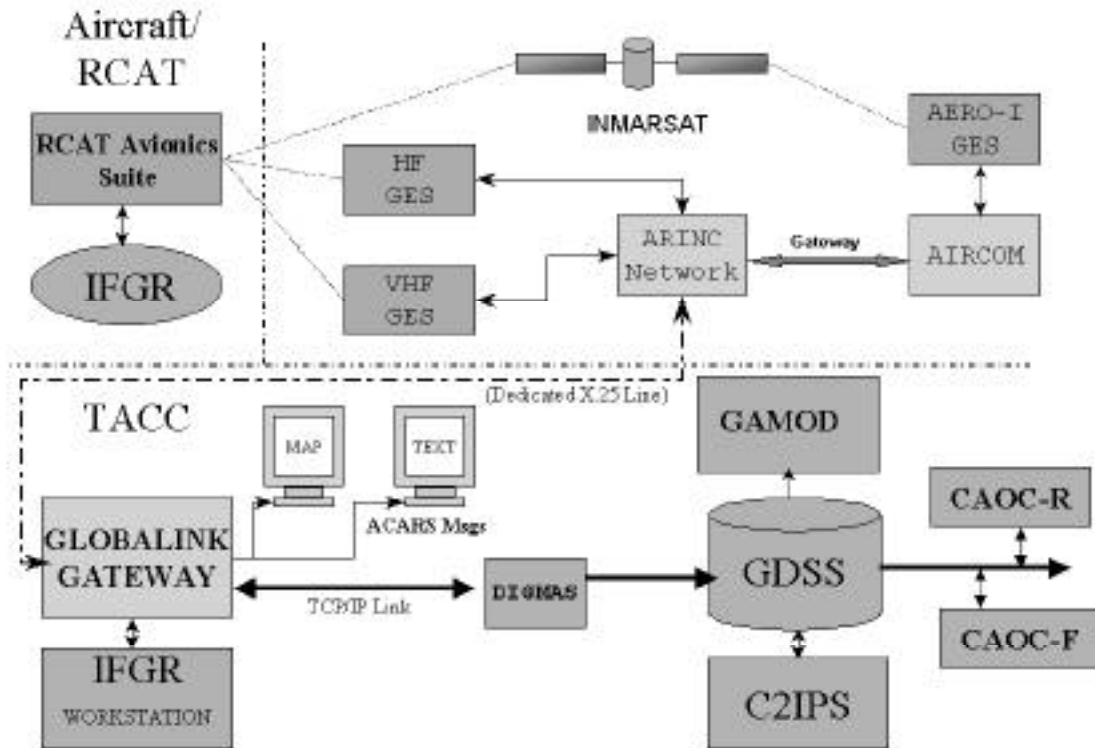 Aircraft/
RCAT
RCAT Avionics
Suite
IFGR
INMARSAT
HF
GES
VHF
GES
ARINC
Network
Gateway
AERO-I
GES
AIRCOM
(Dedicated X.25 Line)
TACC
MAP
TEXT
ACARS Msgs
GLOBALINK
GATEWAY
TCP/IP Link
DIGMAS
IFGR
WORKSTATION
GAMOD
GDSS
C2IPS
CAOC-R
CAOC-F